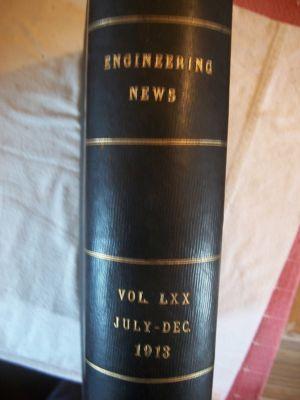 ENGINEERING
NEWS
VOL. LXX
JULY-DEC.
1913